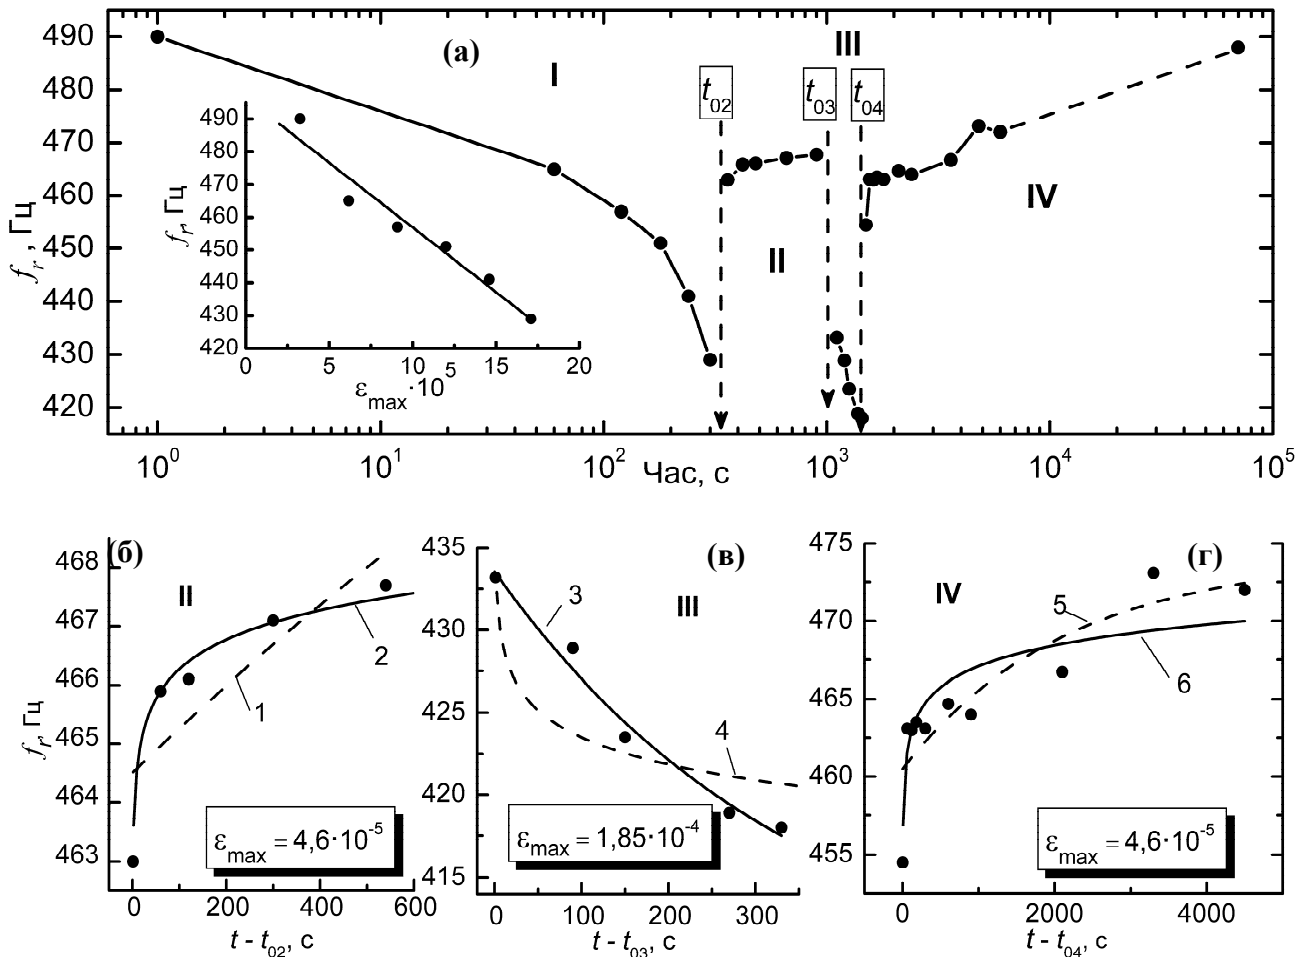 (а)
I
II
III
IV
t02
t03
t04
fr, Гц
490
480
470
460
450
440
430
420
10^0
10^1
10^2
10^3
10^4
10^5
Час, с
fr, Гц
490
480
470
460
450
440
430
420
0
5
10
15
20
εmax·10^5
(б)
II
1
2
fr, Гц
468
467
466
465
464
463
εmax = 4,6·10^-5
0
200
400
600
t - t02, с
(в)
III
3
4
435
430
425
420
415
εmax = 1,85·10^-4
0
100
200
300
t - t03, с
(г)
IV
5
6
475
470
465
460
455
εmax = 4,6·10^-5
0
2000
4000
t - t04, с